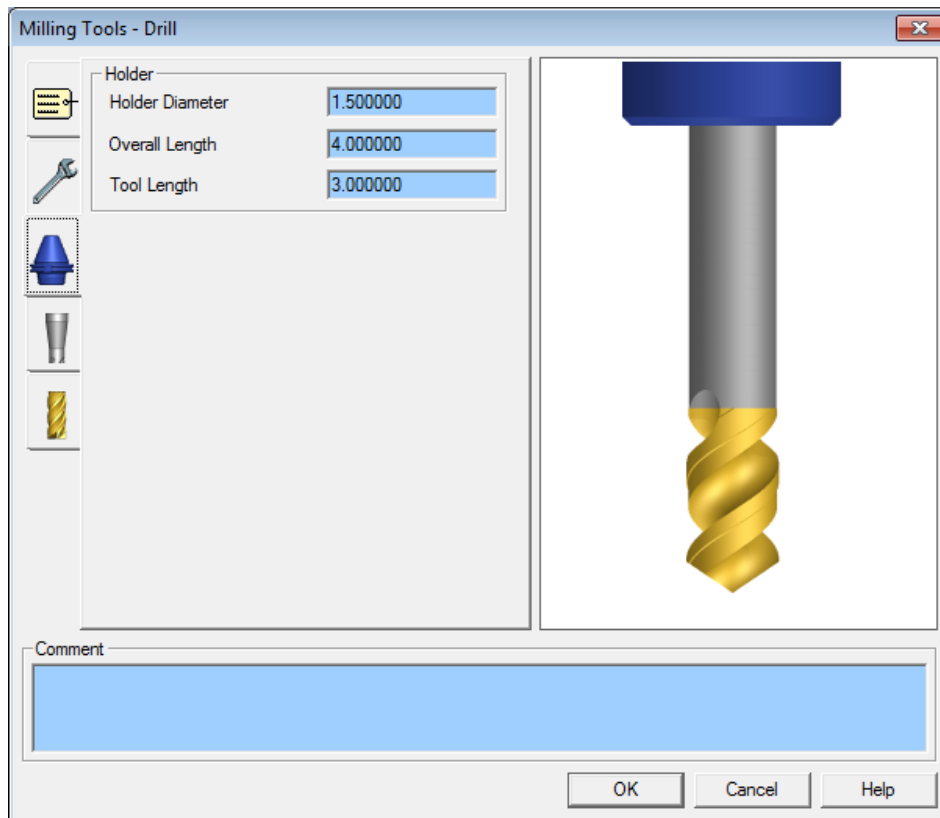 Milling Tools - Drill
Holder
Holder Diameter 1.500000
Overall Length 4.000000
Tool Length 3.000000
Comment
OK Cancel Help